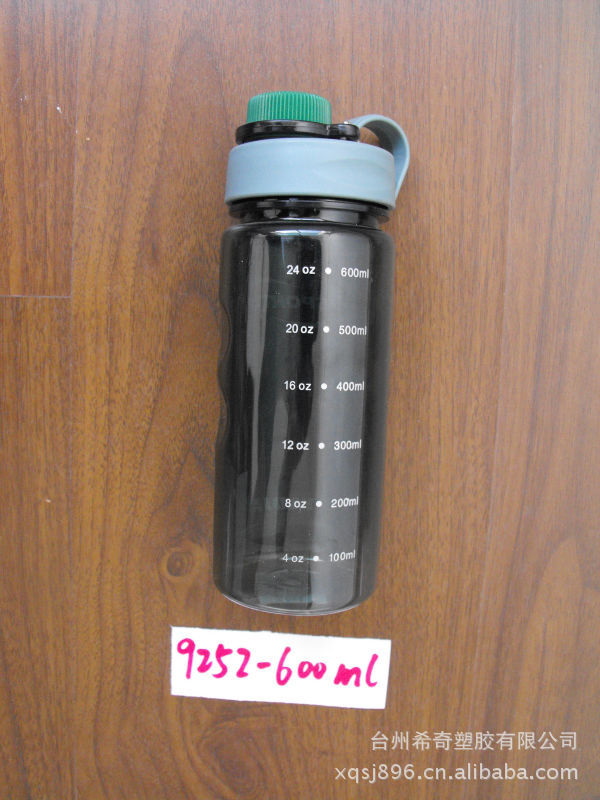 24 oz • 600ml
20 oz • 500ml
16 oz • 400ml
12 oz • 300ml
8 oz • 200ml
4 oz • 100ml
9252-600ml
台州希奇塑胶有限公司
xqsj896.cn.alibaba.com